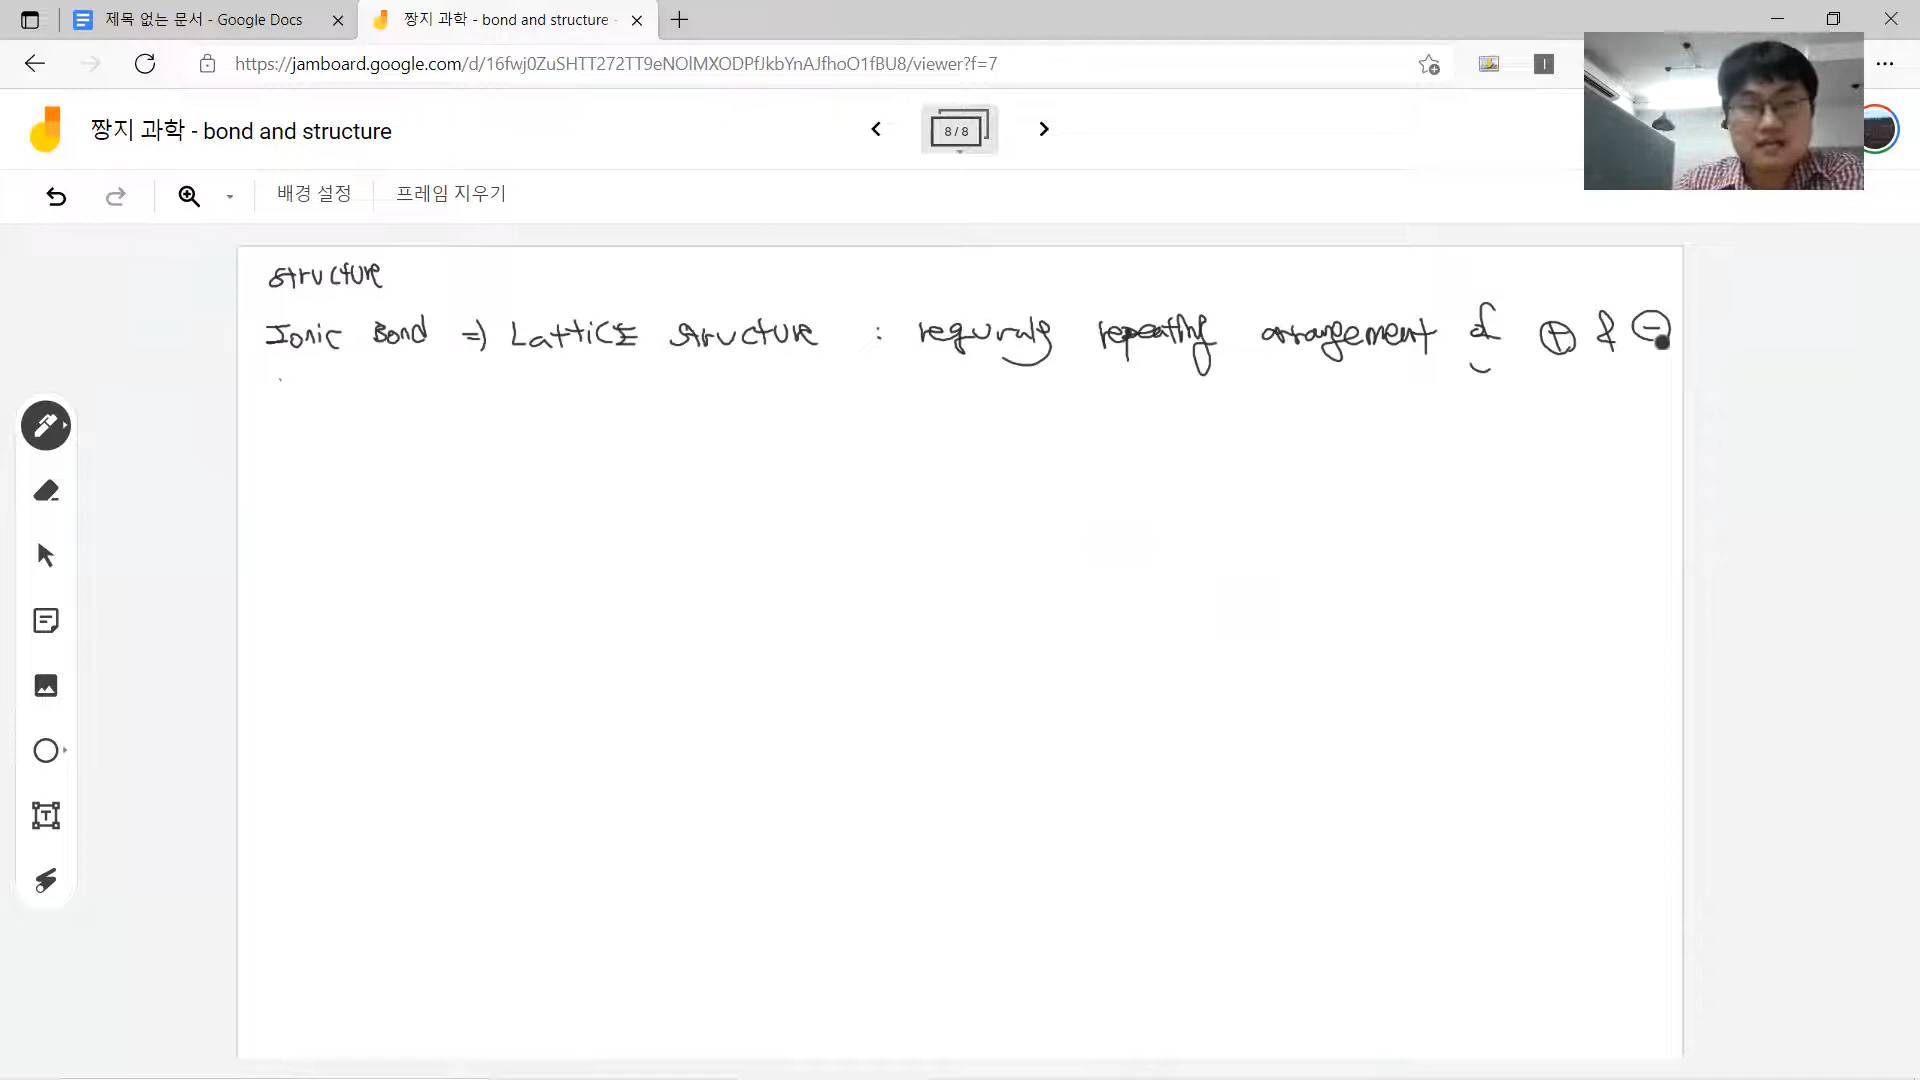 제목 없는 문서 - Google Docs
짱지 과학 - bond and structure -
https://jamboard.google.com/d/16fwj0ZuSHTT272TT9eNOlMXODPfJkbYnAJfhoO1fBU8/viewer?f=7
짱지 과학 - bond and structure
8 / 8
배경 설정 프레임 지우기
structure
Ionic Bond ⇒ LatticE structure : reguraly repeating arrangement of ⊕ & ⊖